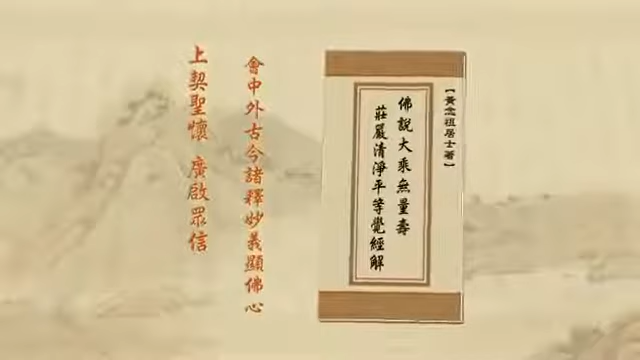 【黃念祖居士著】
佛說大乘無量壽
莊嚴清淨平等覺經解
會中外古今諸釋妙義顯佛心
上契聖懷 廣啟眾信